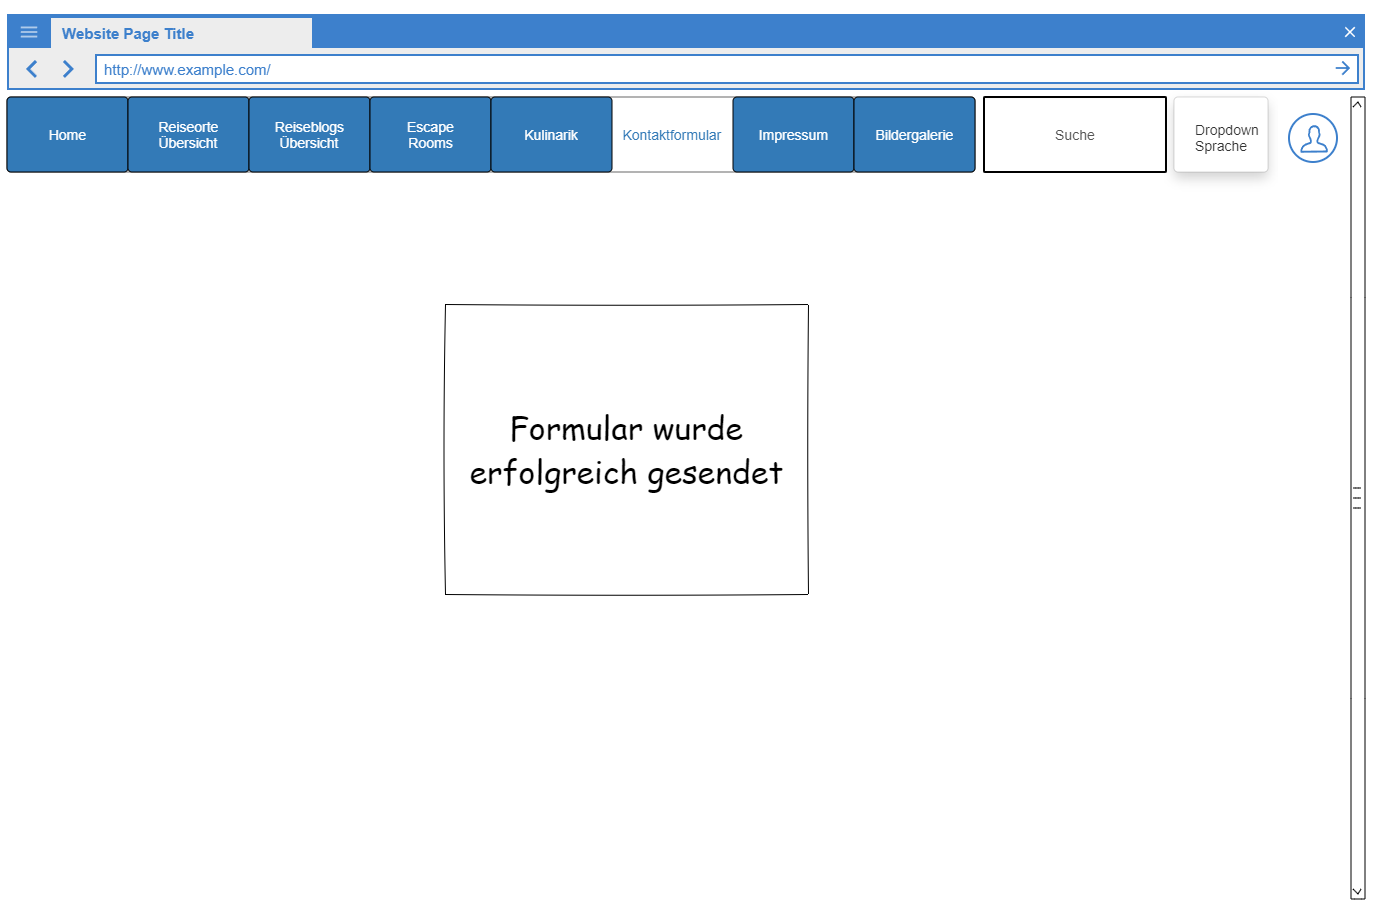 Website Page Title
http://www.example.com/
Home
Reiseorte
Übersicht
Reiseblogs
Übersicht
Escape
Rooms
Kulinarik
Kontaktformular
Impressum
Bildergalerie
Suche
Dropdown
Sprache
Formular wurde
erfolgreich gesendet